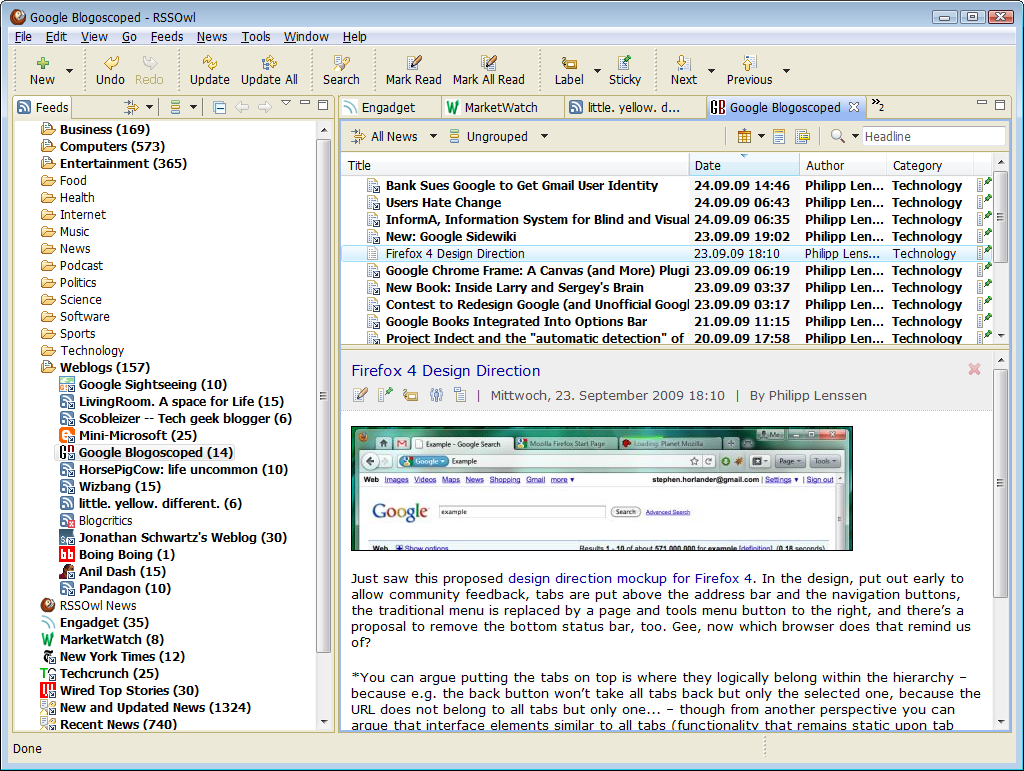 Google Blogoscoped - RSSOwl
File Edit View Go Feeds News Tools Window Help
New Undo Redo Update Update All Search Mark Read Mark All Read Label Sticky Next Previous
Feeds
Business (169)
Computers (573)
Entertainment (365)
Food
Health
Internet
Music
News
Podcast
Politics
Science
Software
Sports
Technology
Weblogs (157)
Google Sightseeing (10)
LivingRoom. A space for Life (15)
Scobleizer -- Tech geek blogger (6)
Mini-Microsoft (25)
Google Blogoscoped (14)
HorsePigCow: life uncommon (10)
Wizbang (15)
little. yellow. different. (6)
Blogcritics
Jonathan Schwartz's Weblog (30)
Boing Boing (1)
Anil Dash (15)
Pandagon (10)
RSSOwl News
Engadget (35)
MarketWatch (8)
New York Times (12)
Techcrunch (25)
Wired Top Stories (30)
New and Updated News (1324)
Recent News (740)
Engadget MarketWatch little. yellow. d... Google Blogoscoped »2
All News Ungrouped Headline
Title Date Author Category
Bank Sues Google to Get Gmail User Identity 24.09.09 14:46 Philipp Len... Technology
Users Hate Change 24.09.09 06:43 Philipp Len... Technology
InformA, Information System for Blind and Visual 24.09.09 06:35 Philipp Len... Technology
New: Google Sidewiki 23.09.09 19:02 Philipp Len... Technology
Firefox 4 Design Direction 23.09.09 18:10 Philipp Lens... Technology
Google Chrome Frame: A Canvas (and More) Plugi 23.09.09 06:19 Philipp Len... Technology
New Book: Inside Larry and Sergey's Brain 23.09.09 03:37 Philipp Len... Technology
Contest to Redesign Google (and Unofficial Googl 23.09.09 03:17 Philipp Len... Technology
Google Books Integrated Into Options Bar 21.09.09 11:15 Philipp Len... Technology
Project Indect and the "automatic detection" of 20.09.09 17:58 Philipp Len... Technology
Firefox 4 Design Direction
| Mittwoch, 23. September 2009 18:10 | By Philipp Lenssen
Example - Google Search Mozilla Firefox Start Page Loading: Planet Mozilla Me
Google Example Page Tools
Web Images Videos Maps News Shopping Gmail more stephen.horlander@gmail.com | Settings | Sign out
Google example Search Advanced Search
Web Show options Results 1 - 10 of about 571,000,000 for example [definition]. (0.18 seconds)
Just saw this proposed design direction mockup for Firefox 4. In the design, put out early to
allow community feedback, tabs are put above the address bar and the navigation buttons,
the traditional menu is replaced by a page and tools menu button to the right, and there’s a
proposal to remove the bottom status bar, too. Gee, now which browser does that remind us
of?
*You can argue putting the tabs on top is where they logically belong within the hierarchy –
because e.g. the back button won’t take all tabs back but only the selected one, because the
URL does not belong to all tabs but only one... – though from another perspective you can
argue that interface elements similar to all tabs (functionality that remains static upon tab
Done